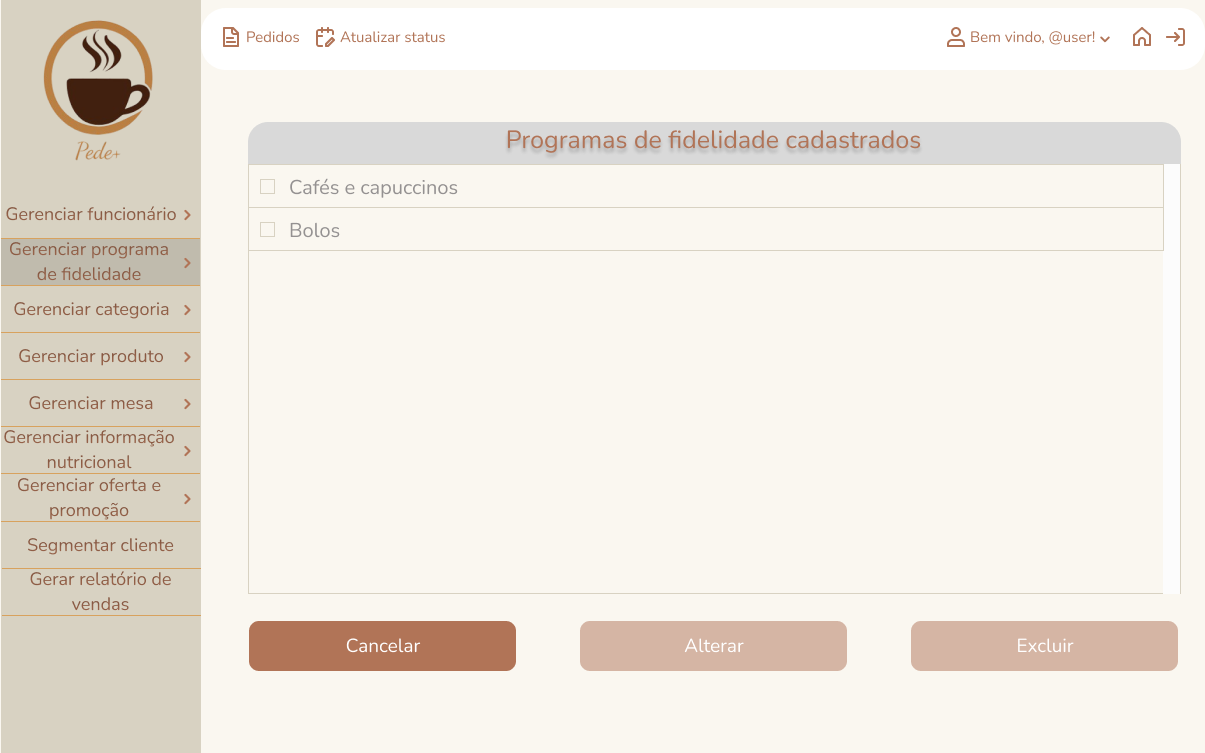 Pede+
Pedidos
Atualizar status
Bem vindo, @user!
Gerenciar funcionário
Gerenciar programa
de fidelidade
Gerenciar categoria
Gerenciar produto
Gerenciar mesa
Gerenciar informação
nutricional
Gerenciar oferta e
promoção
Segmentar cliente
Gerar relatório de
vendas
Programas de fidelidade cadastrados
Cafés e capuccinos
Bolos
Cancelar
Alterar
Excluir